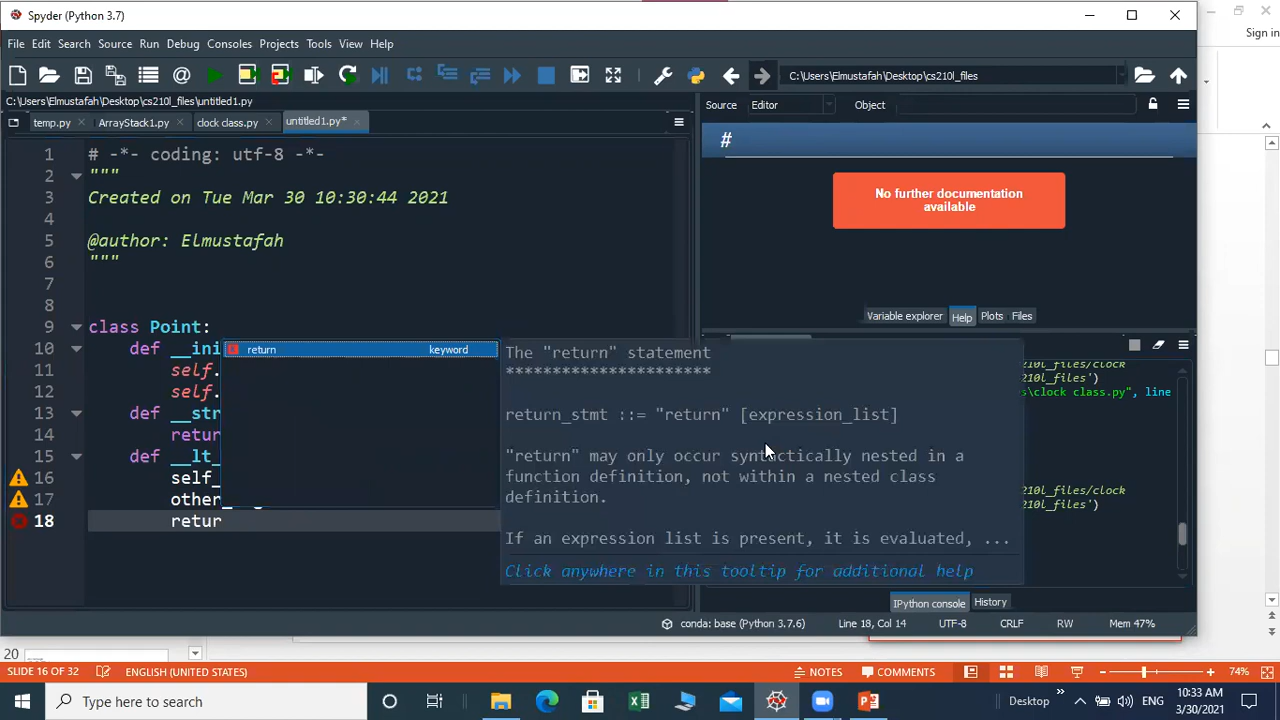 Spyder (Python 3.7)
Sign in
File Edit Search Source Run Debug Consoles Projects Tools View Help
C:\Users\Elmustafah\Desktop\cs210l_files
C:\Users\Elmustafah\Desktop\cs210l_files\untitled1.py
Source Editor Object
temp.py ArrayStack1.py clock class.py untitled1.py*
#
1 # -*- coding: utf-8 -*-
2 """
3 Created on Tue Mar 30 10:30:44 2021
4
5 @author: Elmustafah
6 """
7
8
9 class Point:
10 def __ini
11 self.
12 self.
13 def __str
14 retur
15 def __lt_
16 self_
17 other
18 retur
No further documentation
available
Variable explorer Help Plots Files
return keyword
The "return" statement
**********************
return_stmt ::= "return" [expression_list]
"return" may only occur syntactically nested in a
function definition, not within a nested class
definition.
If an expression list is present, it is evaluated, ...
Click anywhere in this tooltip for additional help
0l_files/clock
0l_files')
s\clock class.py", line
210l_files/clock
210l_files')
IPython console History
conda: base (Python 3.7.6) Line 18, Col 14 UTF-8 CRLF RW Mem 47%
20
SLIDE 16 OF 32 ENGLISH (UNITED STATES) NOTES COMMENTS 74%
Type here to search
Desktop ENG 10:33 AM
3/30/2021